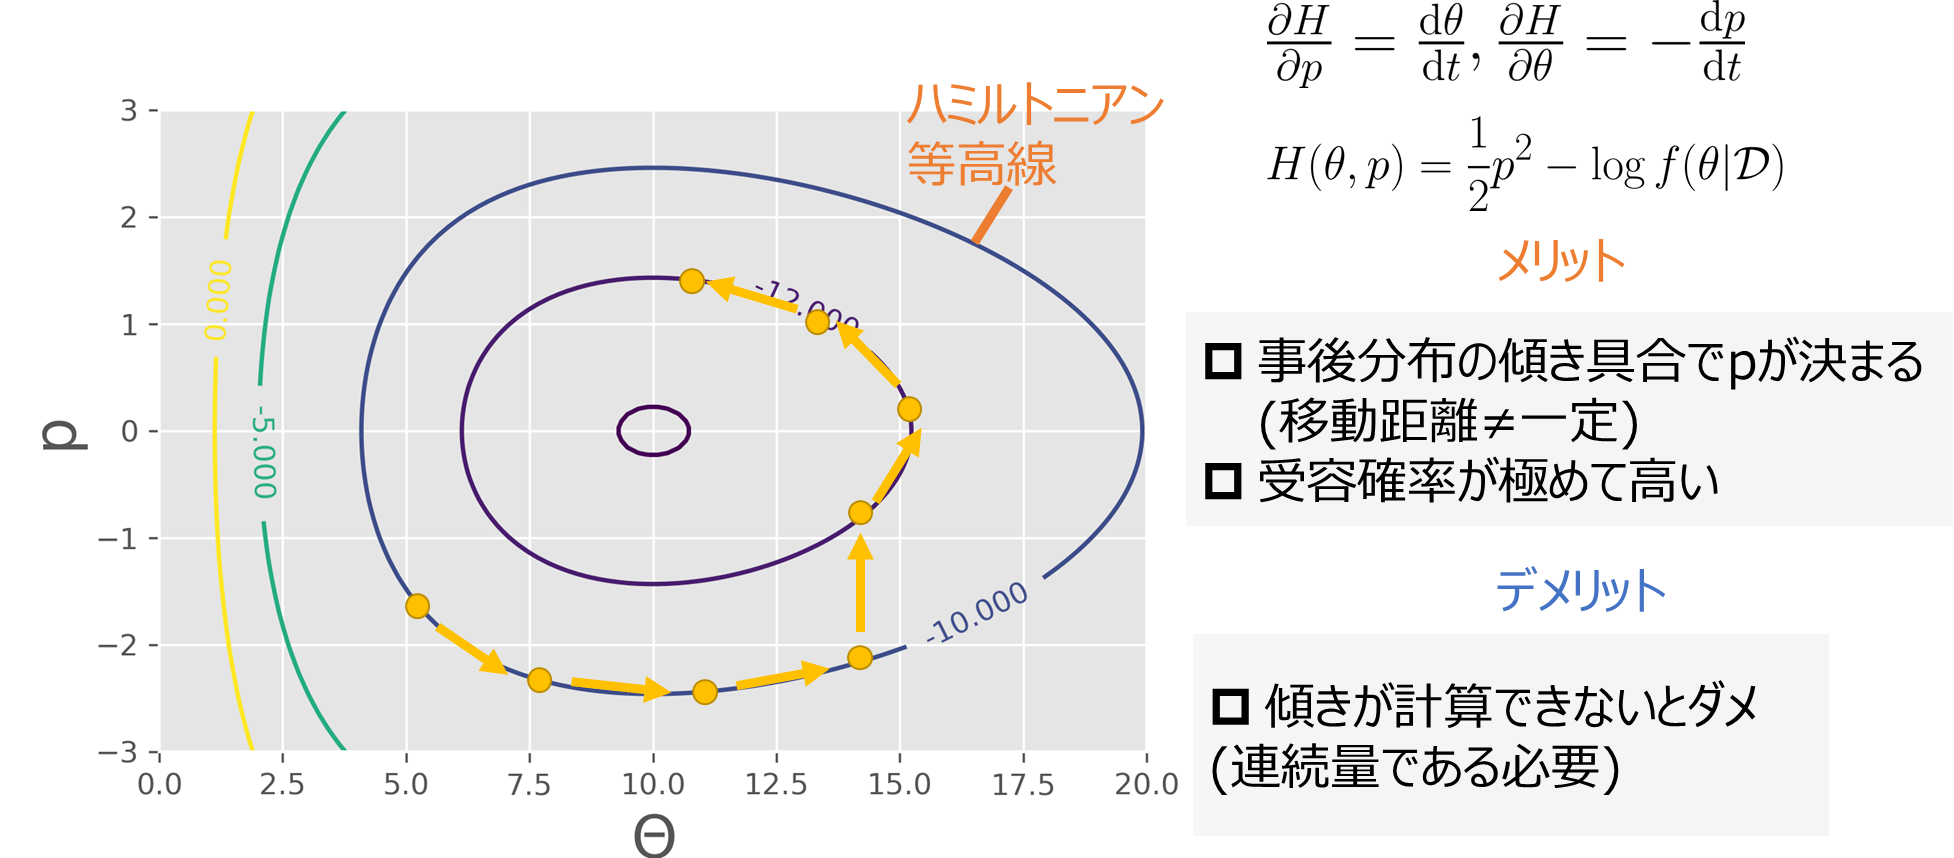 ∂H/∂p = dθ/dt, ∂H/∂θ = −dp/dt
H(θ, p) = 1/2 p² − log f(θ|𝒟)
ハミルトニアン
等高線
メリット
事後分布の傾き具合でpが決まる
(移動距離≠一定)
受容確率が極めて高い
デメリット
傾きが計算できないとダメ
(連続量である必要)
3
2
1
0
−1
−2
−3
p
0.000
-5.000
-12.000
-10.000
0.0 2.5 5.0 7.5 10.0 12.5 15.0 17.5 20.0
Θ